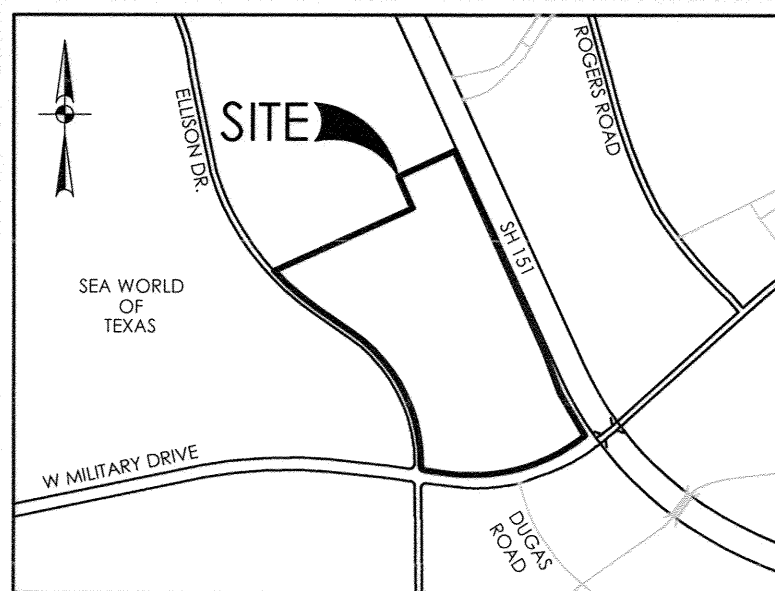 ROGERS ROAD
ELLISON DR.
SITE
SH 151
SEA WORLD
OF
TEXAS
W MILITARY DRIVE
DUGAS
ROAD